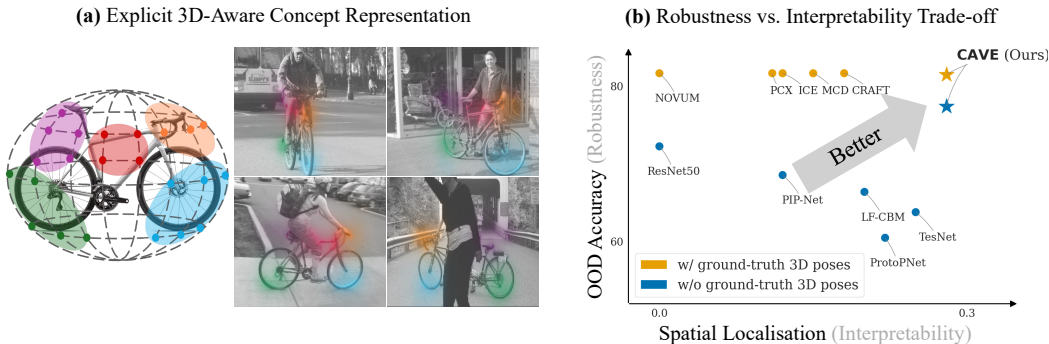 (a) Explicit 3D-Aware Concept Representation
(b) Robustness vs. Interpretability Trade-off
OOD Accuracy (Robustness)
80
60
CAVE (Ours)
NOVUM
PCX ICE MCD CRAFT
Better
ResNet50
PIP-Net
LF-CBM
TesNet
ProtoPNet
w/ ground-truth 3D poses
w/o ground-truth 3D poses
0.0
0.3
Spatial Localisation (Interpretability)